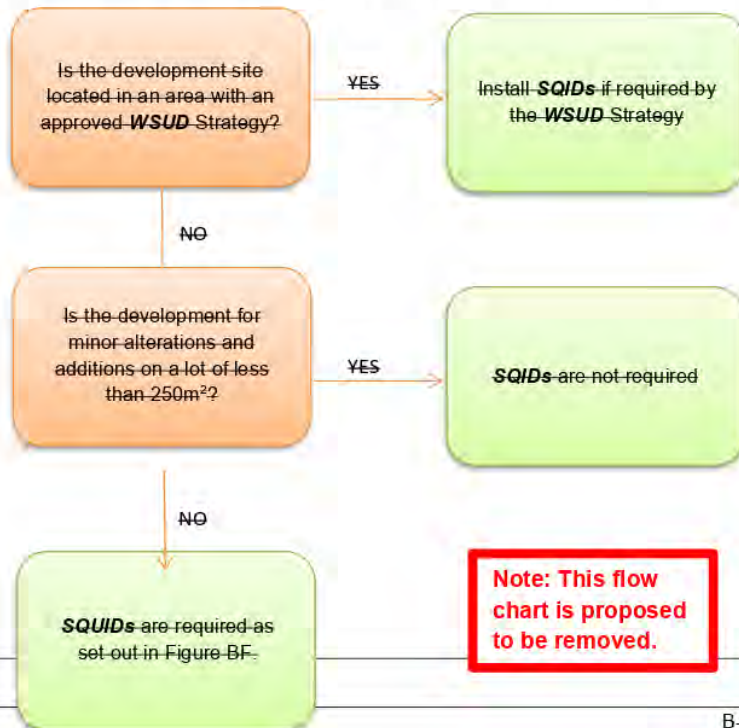 Is the development site
located in an area with an
approved WSUD Strategy?
YES
Install SQIDs if required by
the WSUD Strategy
NO
Is the development for
minor alterations and
additions on a lot of less
than 250m²?
YES
SQIDs are not required
NO
SQUIDs are required as
set out in Figure BF.
Note: This flow
chart is proposed
to be removed.
B